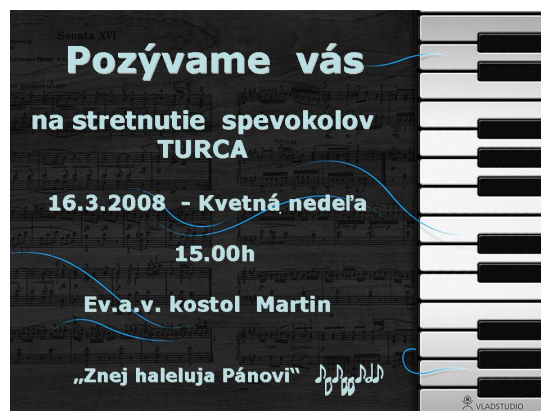 Sonata XVI
Pozývame vás
na stretnutie spevokolov
TURCA
16.3.2008 - Kvetná nedeľa
15.00h
Ev.a.v. kostol Martin
„Znej haleluja Pánovi“
VLADSTUDIO